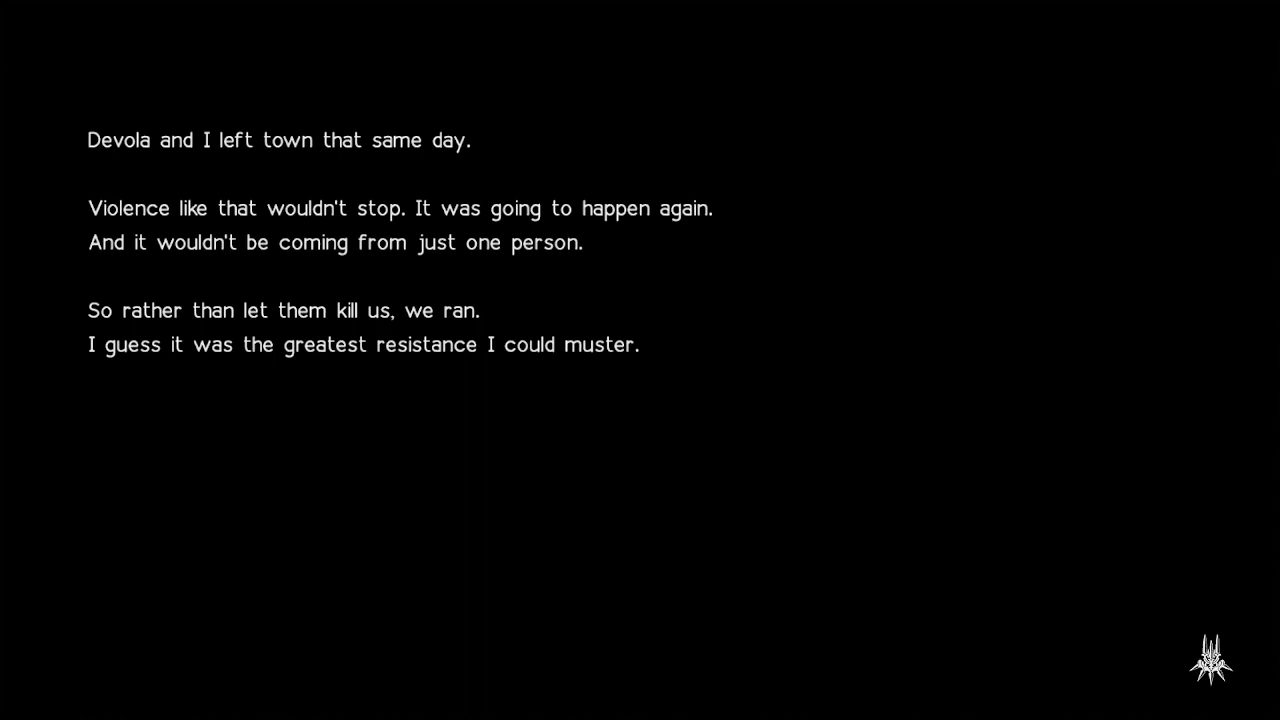 Devola and I left town that same day.
Violence like that wouldn't stop. It was going to happen again.
And it wouldn't be coming from just one person.
So rather than let them kill us, we ran.
I guess it was the greatest resistance I could muster.